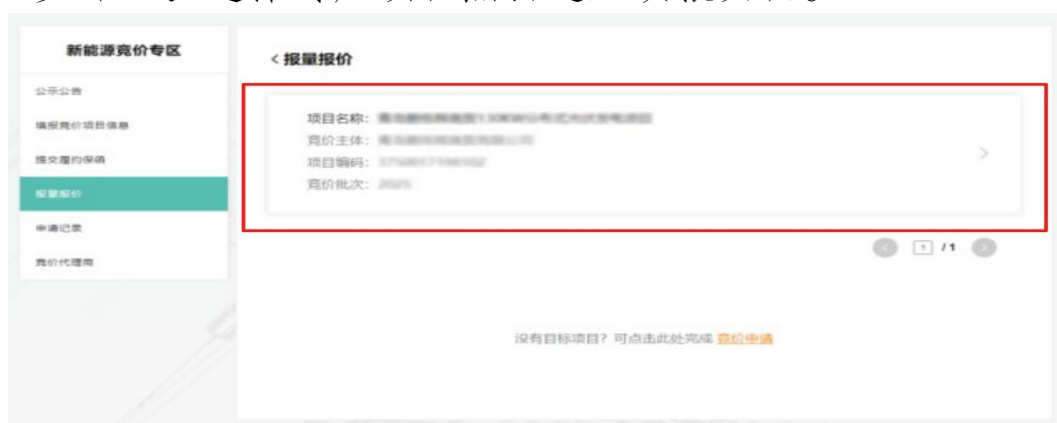 新能源竞价专区
公示公告
填报竞价项目信息
提交履约保函
报量报价
申请记录
竞价代理商
< 报量报价
项目名称：
竞价主体：
项目编码：
竞价批次：2025
1 / 1
没有目标项目？可点击此处完成 竞价申请